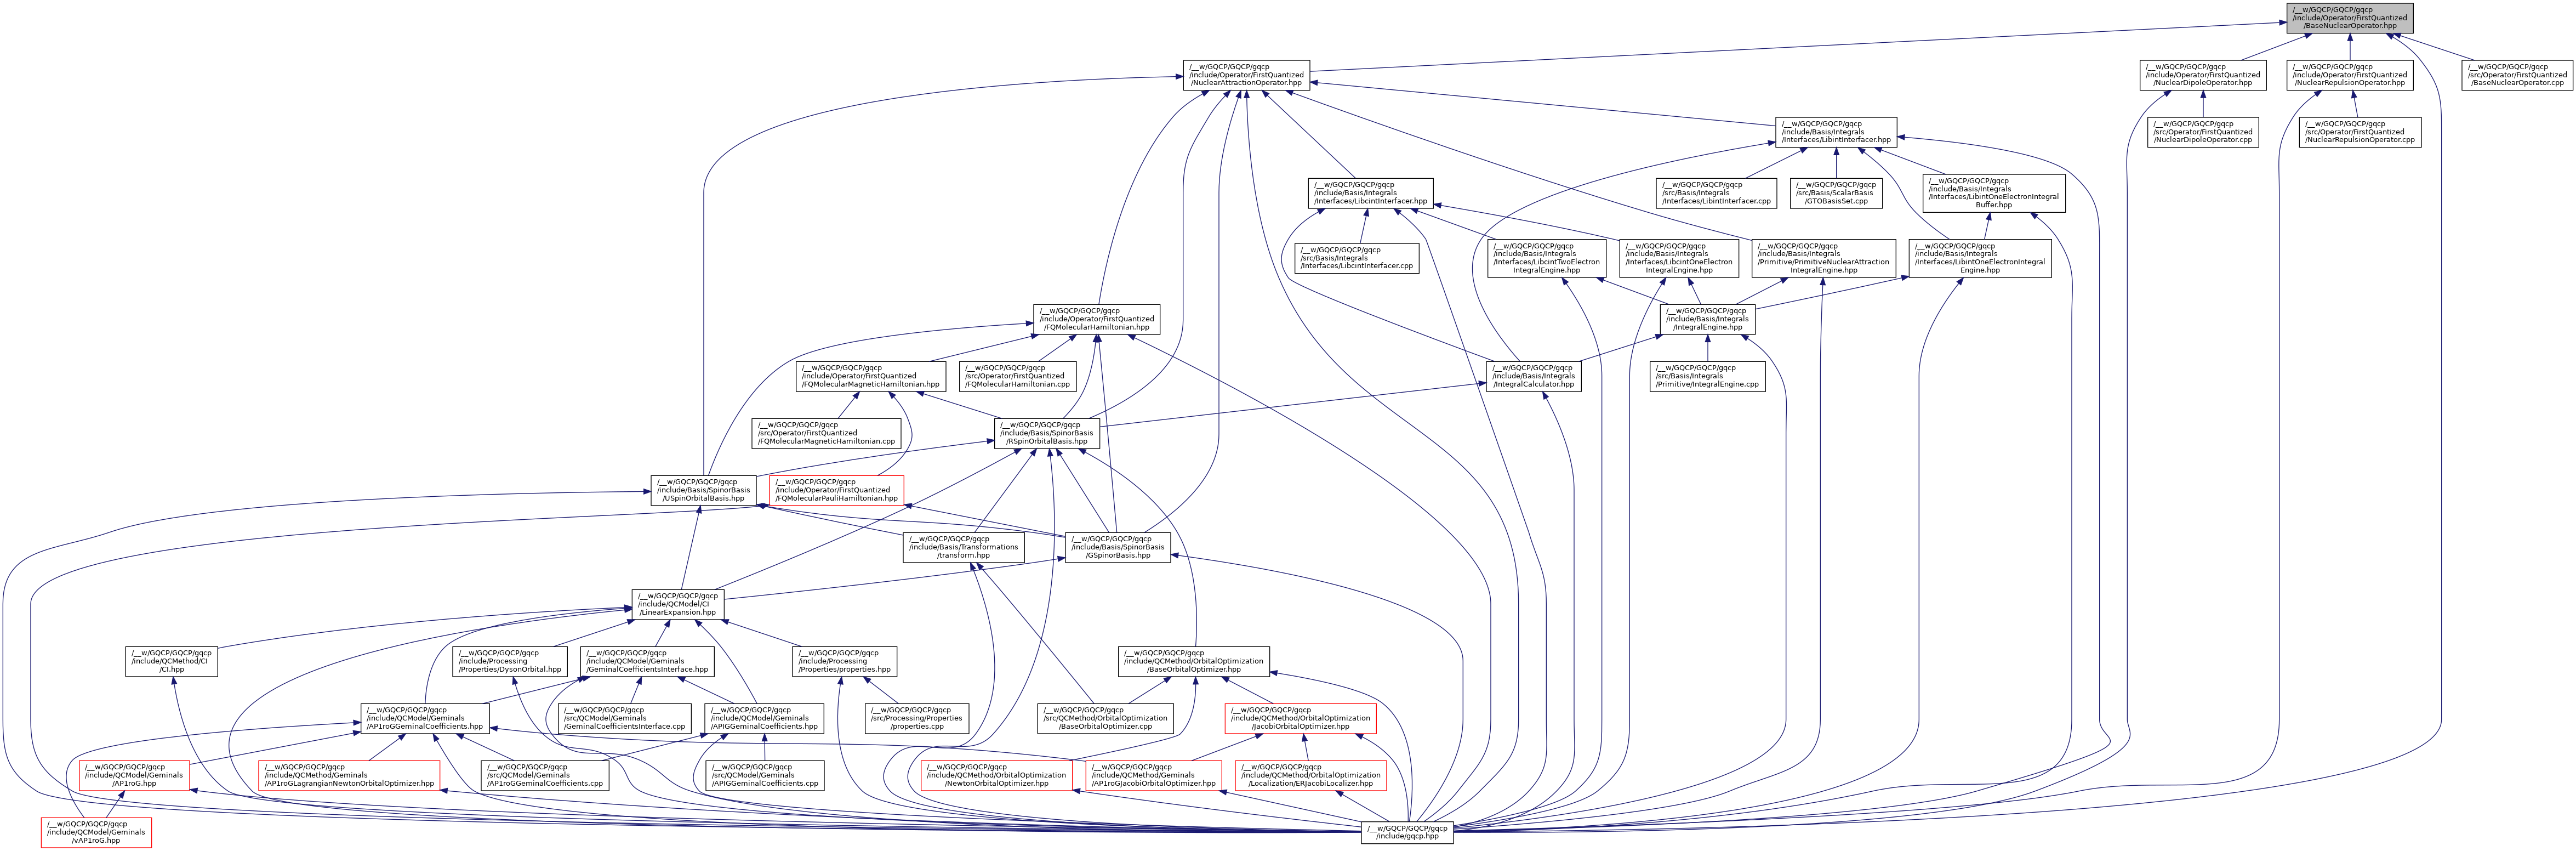 /__w/GQCP/GQCP/gqcp
/include/Operator/FirstQuantized
/BaseNuclearOperator.hpp
/__w/GQCP/GQCP/gqcp
/include/Operator/FirstQuantized
/NuclearAttractionOperator.hpp
/__w/GQCP/GQCP/gqcp
/include/Operator/FirstQuantized
/NuclearDipoleOperator.hpp
/__w/GQCP/GQCP/gqcp
/include/Operator/FirstQuantized
/NuclearRepulsionOperator.hpp
/__w/GQCP/GQCP/gqcp
/src/Operator/FirstQuantized
/BaseNuclearOperator.cpp
/__w/GQCP/GQCP/gqcp
/include/Basis/Integrals
/Interfaces/LibintInterfacer.hpp
/__w/GQCP/GQCP/gqcp
/src/Operator/FirstQuantized
/NuclearDipoleOperator.cpp
/__w/GQCP/GQCP/gqcp
/src/Operator/FirstQuantized
/NuclearRepulsionOperator.cpp
/__w/GQCP/GQCP/gqcp
/include/Basis/Integrals
/Interfaces/LibcintInterfacer.hpp
/__w/GQCP/GQCP/gqcp
/src/Basis/Integrals
/Interfaces/LibintInterfacer.cpp
/__w/GQCP/GQCP/gqcp
/src/Basis/ScalarBasis
/GTOBasisSet.cpp
/__w/GQCP/GQCP/gqcp
/include/Basis/Integrals
/Interfaces/LibintOneElectronIntegral
Buffer.hpp
/__w/GQCP/GQCP/gqcp
/src/Basis/Integrals
/Interfaces/LibcintInterfacer.cpp
/__w/GQCP/GQCP/gqcp
/include/Basis/Integrals
/Interfaces/LibcintTwoElectron
IntegralEngine.hpp
/__w/GQCP/GQCP/gqcp
/include/Basis/Integrals
/Interfaces/LibcintOneElectron
IntegralEngine.hpp
/__w/GQCP/GQCP/gqcp
/include/Basis/Integrals
/Primitive/PrimitiveNuclearAttraction
IntegralEngine.hpp
/__w/GQCP/GQCP/gqcp
/include/Basis/Integrals
/Interfaces/LibintOneElectronIntegral
Engine.hpp
/__w/GQCP/GQCP/gqcp
/include/Operator/FirstQuantized
/FQMolecularHamiltonian.hpp
/__w/GQCP/GQCP/gqcp
/include/Basis/Integrals
/IntegralEngine.hpp
/__w/GQCP/GQCP/gqcp
/include/Operator/FirstQuantized
/FQMolecularMagneticHamiltonian.hpp
/__w/GQCP/GQCP/gqcp
/src/Operator/FirstQuantized
/FQMolecularHamiltonian.cpp
/__w/GQCP/GQCP/gqcp
/include/Basis/Integrals
/IntegralCalculator.hpp
/__w/GQCP/GQCP/gqcp
/src/Basis/Integrals
/Primitive/IntegralEngine.cpp
/__w/GQCP/GQCP/gqcp
/src/Operator/FirstQuantized
/FQMolecularMagneticHamiltonian.cpp
/__w/GQCP/GQCP/gqcp
/include/Basis/SpinorBasis
/RSpinOrbitalBasis.hpp
/__w/GQCP/GQCP/gqcp
/include/Basis/SpinorBasis
/USpinOrbitalBasis.hpp
/__w/GQCP/GQCP/gqcp
/include/Operator/FirstQuantized
/FQMolecularPauliHamiltonian.hpp
/__w/GQCP/GQCP/gqcp
/include/Basis/Transformations
/transform.hpp
/__w/GQCP/GQCP/gqcp
/include/Basis/SpinorBasis
/GSpinorBasis.hpp
/__w/GQCP/GQCP/gqcp
/include/QCModel/CI
/LinearExpansion.hpp
/__w/GQCP/GQCP/gqcp
/include/QCMethod/CI
/CI.hpp
/__w/GQCP/GQCP/gqcp
/include/Processing
/Properties/DysonOrbital.hpp
/__w/GQCP/GQCP/gqcp
/include/QCModel/Geminals
/GeminalCoefficientsInterface.hpp
/__w/GQCP/GQCP/gqcp
/include/Processing
/Properties/properties.hpp
/__w/GQCP/GQCP/gqcp
/include/QCMethod/OrbitalOptimization
/BaseOrbitalOptimizer.hpp
/__w/GQCP/GQCP/gqcp
/include/QCModel/Geminals
/AP1roGGeminalCoefficients.hpp
/__w/GQCP/GQCP/gqcp
/src/QCModel/Geminals
/GeminalCoefficientsInterface.cpp
/__w/GQCP/GQCP/gqcp
/include/QCModel/Geminals
/APIGGeminalCoefficients.hpp
/__w/GQCP/GQCP/gqcp
/src/Processing/Properties
/properties.cpp
/__w/GQCP/GQCP/gqcp
/src/QCMethod/OrbitalOptimization
/BaseOrbitalOptimizer.cpp
/__w/GQCP/GQCP/gqcp
/include/QCMethod/OrbitalOptimization
/JacobiOrbitalOptimizer.hpp
/__w/GQCP/GQCP/gqcp
/include/QCModel/Geminals
/AP1roG.hpp
/__w/GQCP/GQCP/gqcp
/include/QCMethod/Geminals
/AP1roGLagrangianNewtonOrbitalOptimizer.hpp
/__w/GQCP/GQCP/gqcp
/src/QCModel/Geminals
/AP1roGGeminalCoefficients.cpp
/__w/GQCP/GQCP/gqcp
/src/QCModel/Geminals
/APIGGeminalCoefficients.cpp
/__w/GQCP/GQCP/gqcp
/include/QCMethod/OrbitalOptimization
/NewtonOrbitalOptimizer.hpp
/__w/GQCP/GQCP/gqcp
/include/QCMethod/Geminals
/AP1roGJacobiOrbitalOptimizer.hpp
/__w/GQCP/GQCP/gqcp
/include/QCMethod/OrbitalOptimization
/Localization/ERJacobiLocalizer.hpp
/__w/GQCP/GQCP/gqcp
/include/QCModel/Geminals
/vAP1roG.hpp
/__w/GQCP/GQCP/gqcp
/include/gqcp.hpp